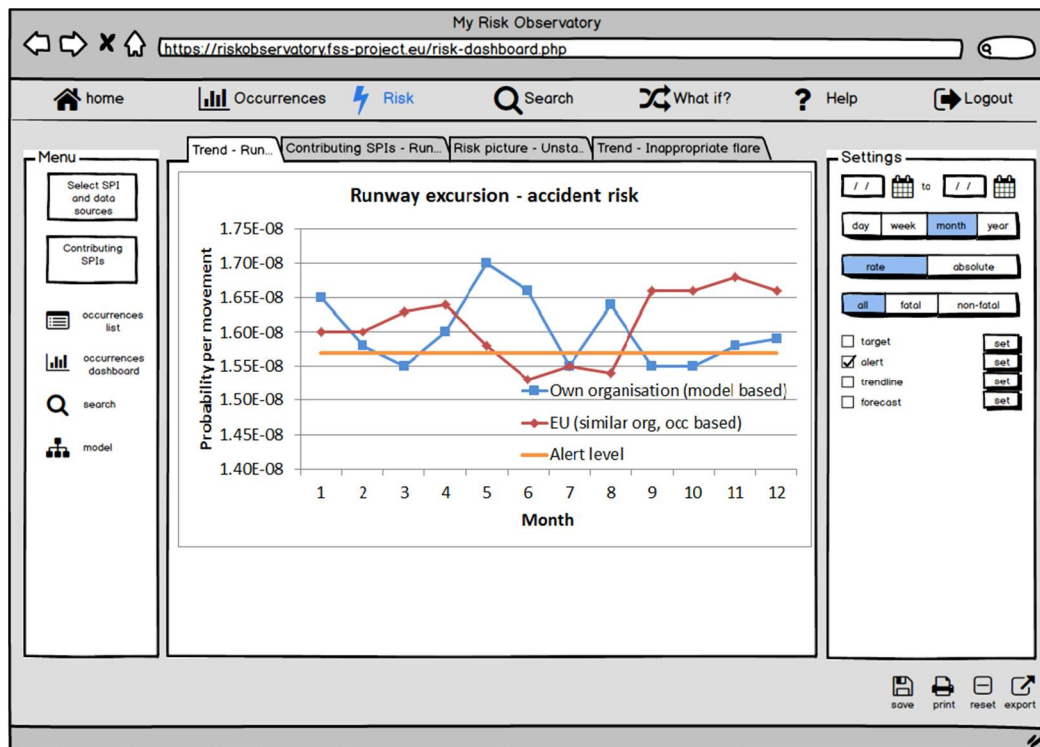 My Risk Observatory
https://riskobservatory.fss-project.eu/risk-dashboard.php
home
Occurrences
Risk
Search
What if?
? Help
Logout
Menu
Select SPI
and data
sources
Contributing
SPIs
occurrences
list
occurrences
dashboard
search
model
Trend - Run...
Contributing SPIs - Run...
Risk picture - Unsta..
Trend - Inappropriate flare
Runway excursion - accident risk
Probability per movement
1.75E-08
1.70E-08
1.65E-08
1.60E-08
1.55E-08
1.50E-08
1.45E-08
1.40E-08
Own organisation (model based)
EU (similar org, occ based)
Alert level
1 2 3 4 5 6 7 8 9 10 11 12
Month
Settings
/ / to / /
day week month year
rate absolute
all fatal non-fatal
target set
alert set
trendline set
forecast set
save print reset export